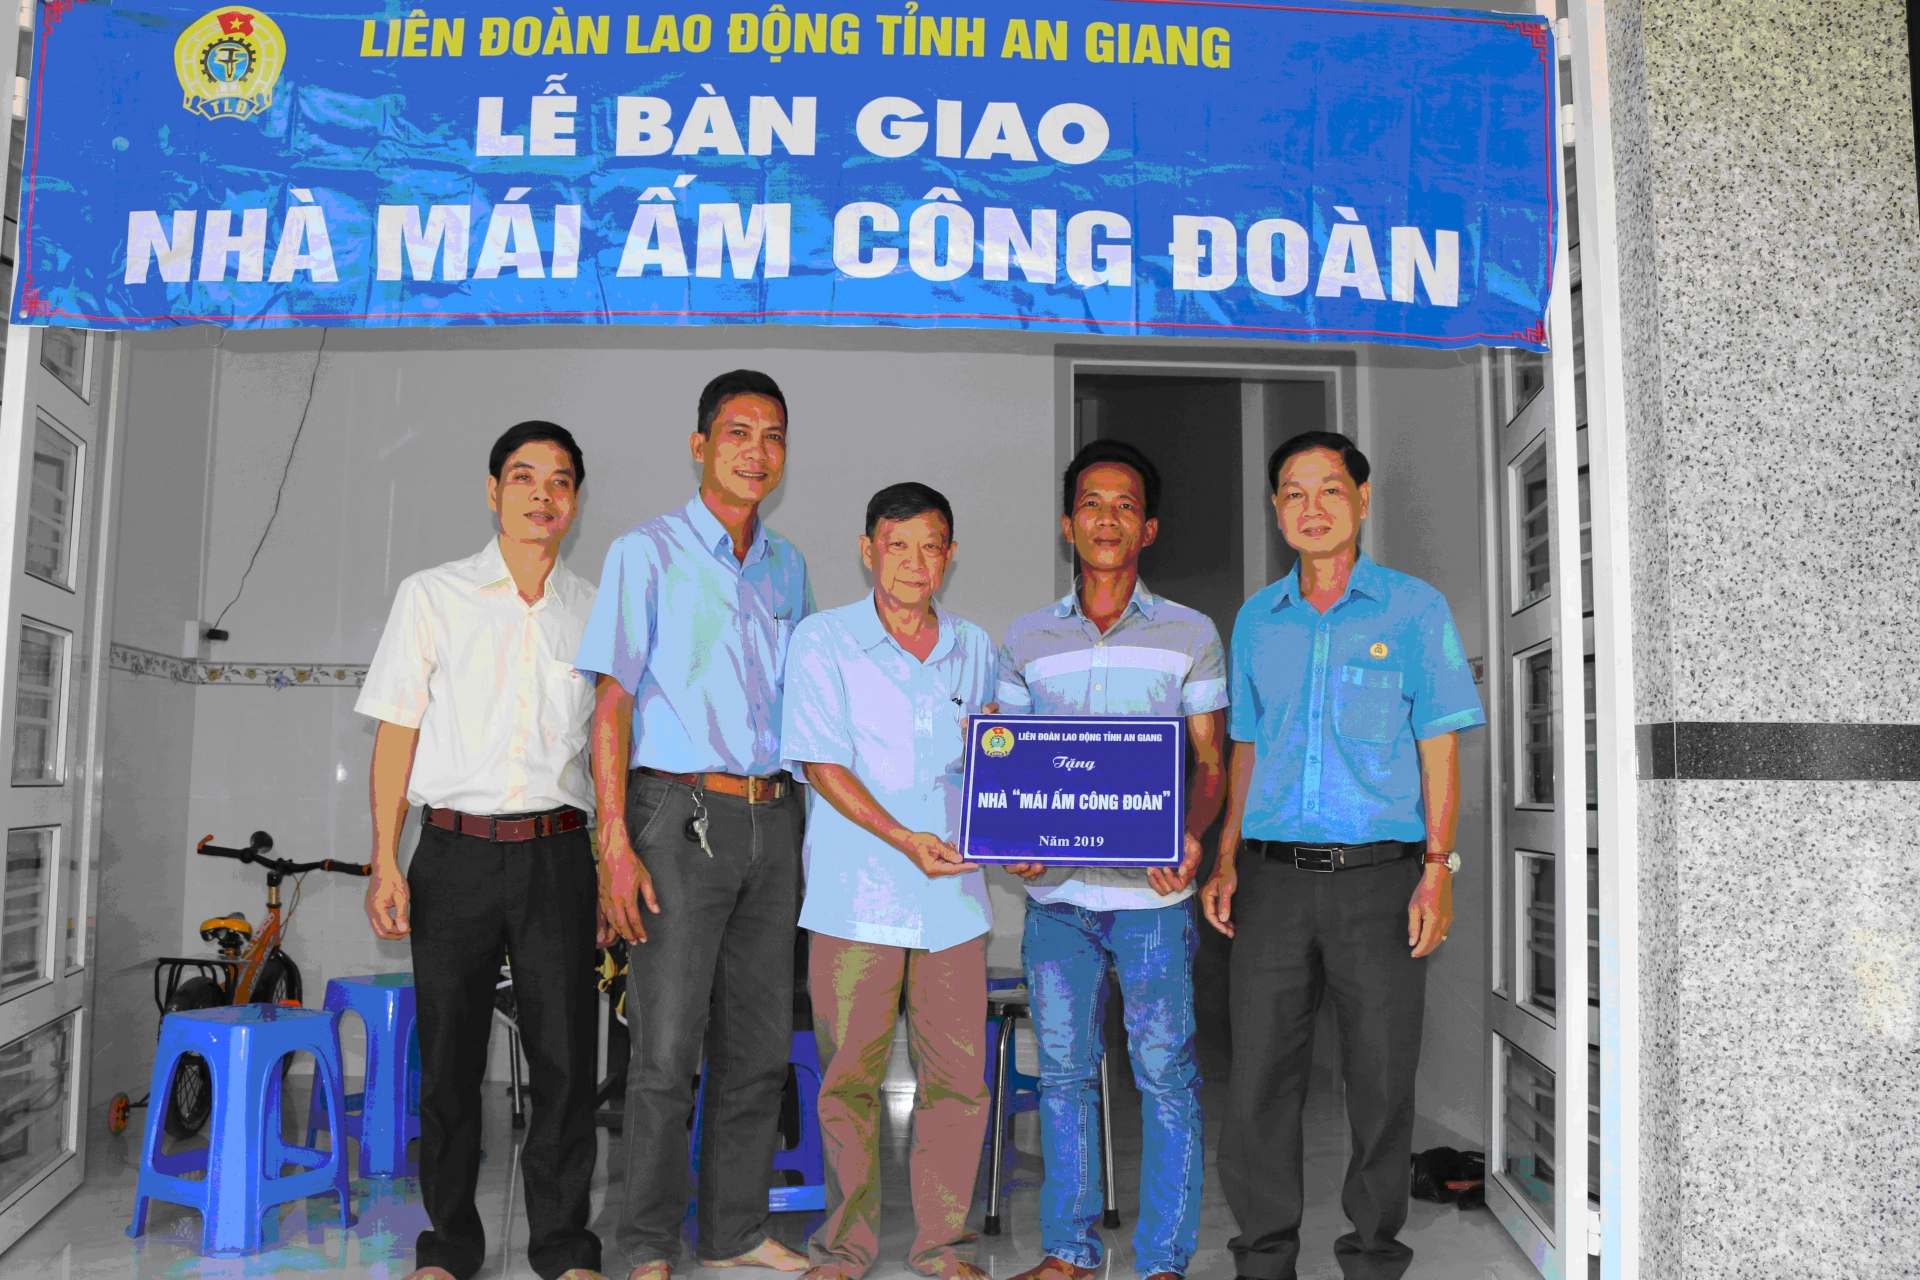 LIÊN ĐOÀN LAO ĐỘNG TỈNH AN GIANG
TLD
LỄ BÀN GIAO
NHÀ MÁI ẤM CÔNG ĐOÀN
LIÊN ĐOÀN LAO ĐỘNG TỈNH AN GIANG
Tặng
NHÀ "MÁI ẤM CÔNG ĐOÀN"
Năm 2019